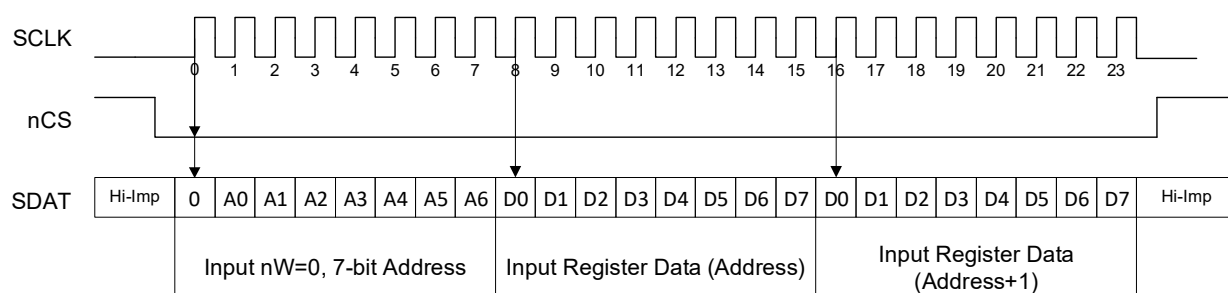 SCLK
0 1 2 3 4 5 6 7 8 9 10 11 12 13 14 15 16 17 18 19 20 21 22 23
nCS
SDAT Hi-Imp 0 A0 A1 A2 A3 A4 A5 A6 D0 D1 D2 D3 D4 D5 D6 D7 D0 D1 D2 D3 D4 D5 D6 D7 Hi-Imp
Input nW=0, 7-bit Address
Input Register Data (Address)
Input Register Data
(Address+1)